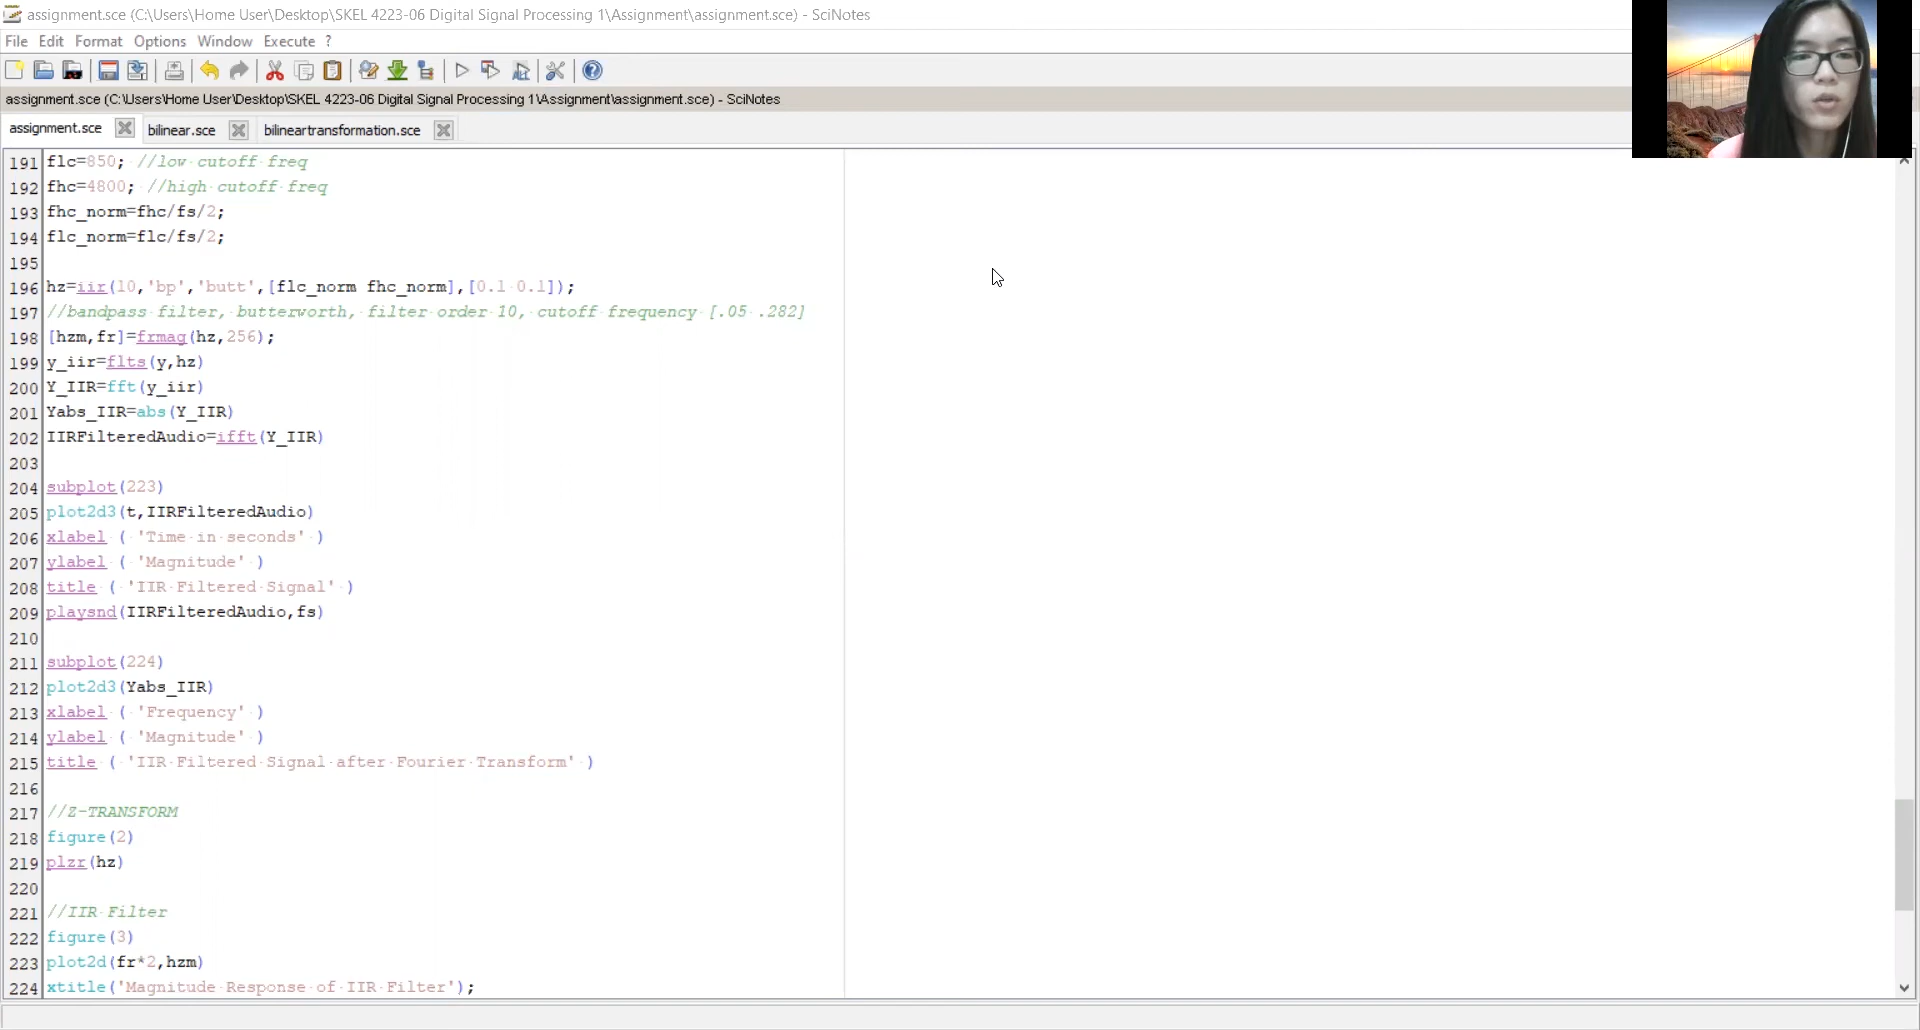 assignment.sce (C:\Users\Home User\Desktop\SKEL 4223-06 Digital Signal Processing 1\Assignment\assignment.sce) - SciNotes
File Edit Format Options Window Execute ?
assignment.sce (C:\Users\Home User\Desktop\SKEL 4223-06 Digital Signal Processing 1\Assignment\assignment.sce) - SciNotes
assignment.sce bilinear.sce bilineartransformation.sce
191 flc=850; //low cutoff freq
192 fhc=4800; //high cutoff freq
193 fhc_norm=fhc/fs/2;
194 flc_norm=flc/fs/2;
195
196 hz=iir(10,'bp','butt',[flc_norm fhc_norm],[0.1 0.1]);
197 //bandpass filter, butterworth, filter order 10, cutoff frequency [.05 .282]
198 [hzm,fr]=frmag(hz,256);
199 y_iir=flts(y,hz)
200 Y_IIR=fft(y_iir)
201 Yabs_IIR=abs(Y_IIR)
202 IIRFilteredAudio=ifft(Y_IIR)
203
204 subplot(223)
205 plot2d3(t,IIRFilteredAudio)
206 xlabel ( 'Time in seconds' )
207 ylabel ( 'Magnitude' )
208 title ( 'IIR Filtered Signal' )
209 playsnd(IIRFilteredAudio,fs)
210
211 subplot(224)
212 plot2d3(Yabs_IIR)
213 xlabel ( 'Frequency' )
214 ylabel ( 'Magnitude' )
215 title ( 'IIR Filtered Signal after Fourier Transform' )
216
217 //Z-TRANSFORM
218 figure(2)
219 plzr(hz)
220
221 //IIR Filter
222 figure(3)
223 plot2d(fr*2,hzm)
224 xtitle('Magnitude Response of IIR Filter');